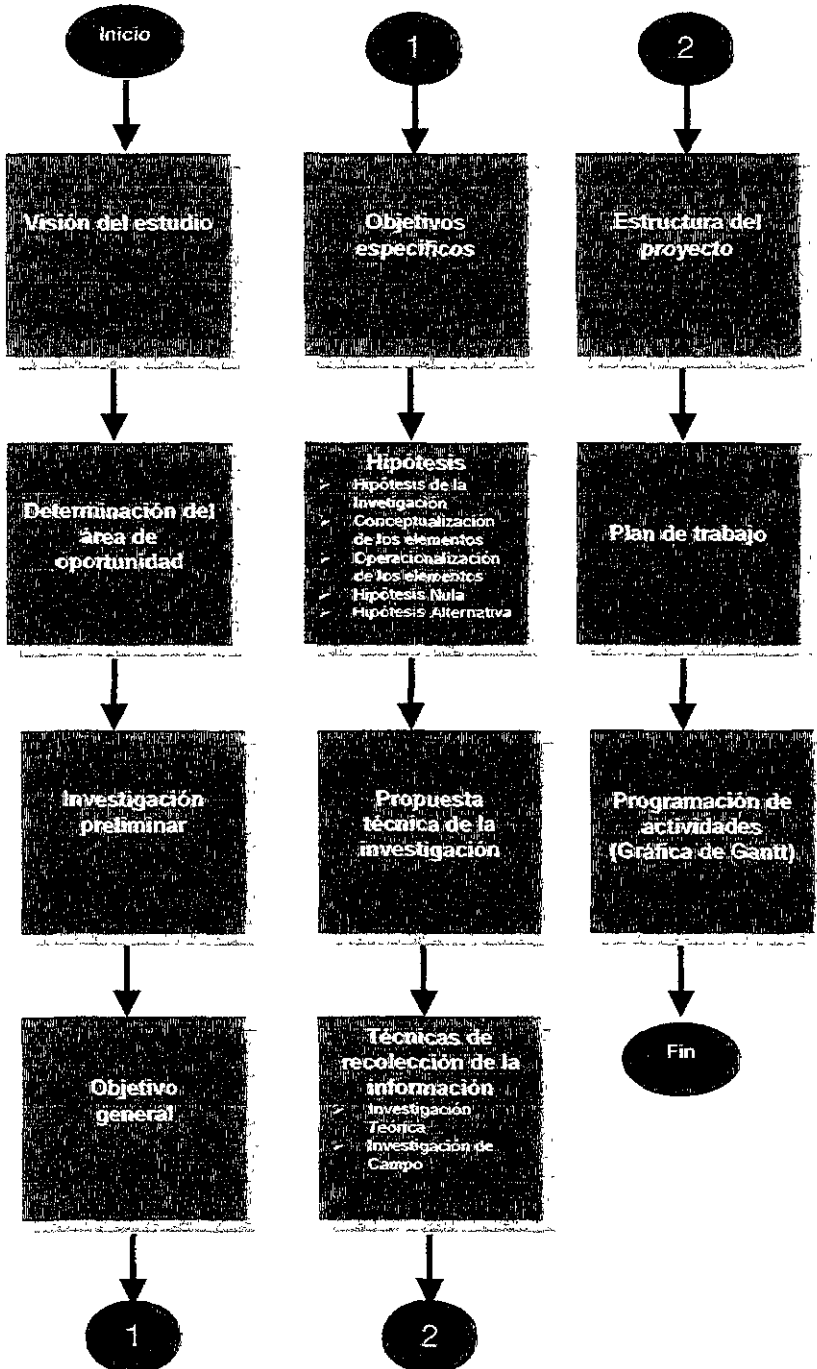 Inicio
Visión del estudio
Determinación del
área de
oportunidad
Investigación
preliminar
Objetivo
general
1
1
Objetivos
específicos
Hipótesis
➢ Hipótesis de la
Invetigación
➢ Conceptualización
de los elementos
➢ Operacionalización
de los elementos
➢ Hipótesis Nula
➢ Hipótesis Alternativa
Propuesta
técnica de la
investigación
Técnicas de
recolección de la
información
➢ Investigación
Teórica
➢ Investigación de
Campo
2
2
Estructura del
proyecto
Plan de trabajo
Programación de
actividades
(Gráfica de Gantt)
Fin